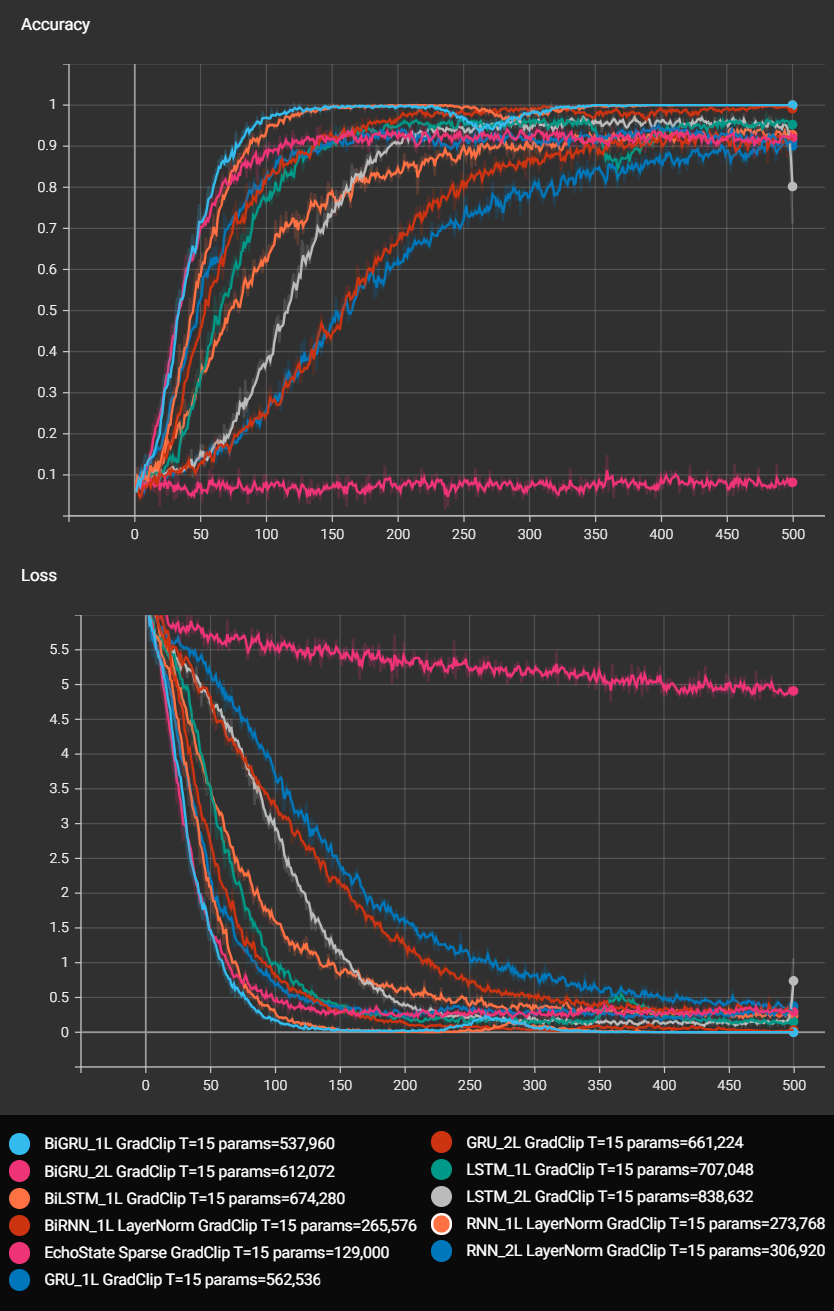 Accuracy
1
0.9
0.8
0.7
0.6
0.5
0.4
0.3
0.2
0.1
0 50 100 150 200 250 300 350 400 450 500
Loss
5.5
5
4.5
4
3.5
3
2.5
2
1.5
1
0.5
0
0 50 100 150 200 250 300 350 400 450 500
BiGRU_1L GradClip T=15 params=537,960
BiGRU_2L GradClip T=15 params=612,072
BiLSTM_1L GradClip T=15 params=674,280
BiRNN_1L LayerNorm GradClip T=15 params=265,576
EchoState Sparse GradClip T=15 params=129,000
GRU_1L GradClip T=15 params=562,536
GRU_2L GradClip T=15 params=661,224
LSTM_1L GradClip T=15 params=707,048
LSTM_2L GradClip T=15 params=838,632
RNN_1L LayerNorm GradClip T=15 params=273,768
RNN_2L LayerNorm GradClip T=15 params=306,920